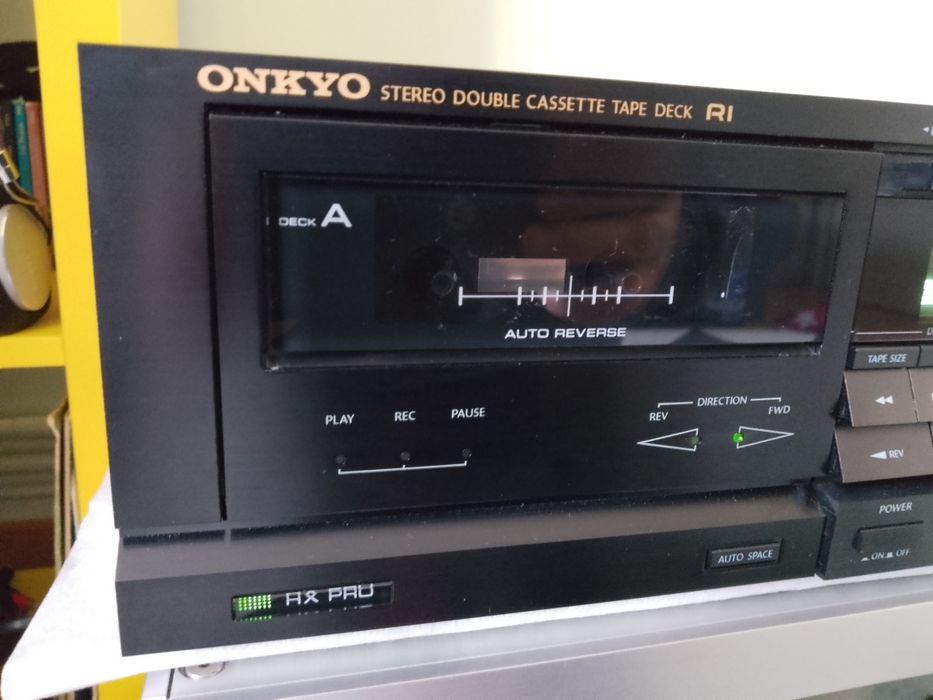 ONKYO STEREO DOUBLE CASSETTE TAPE DECK RI
DECK A
AUTO REVERSE
TAPE SIZE
PLAY REC PAUSE
DIRECTION
REV FWD
REV
POWER
ON OFF
AUTO SPACE
HX PRO